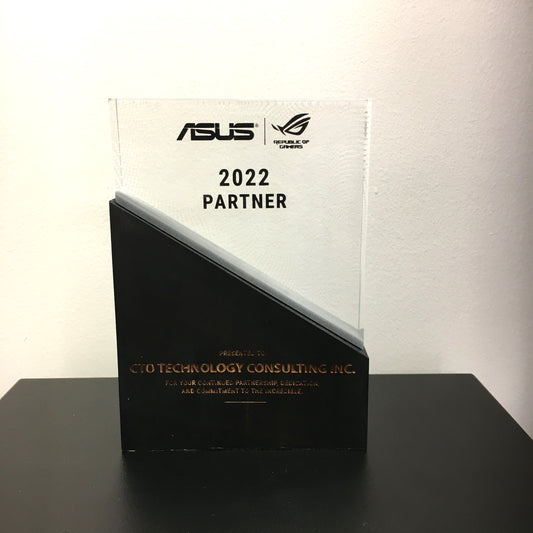 ASUS
REPUBLIC OF
GAMERS
2022
PARTNER
PRESENTED TO
CTO TECHNOLOGY CONSULTING INC.
FOR YOUR CONTINUED PARTNERSHIP, DEDICATION,
AND COMMITMENT TO THE INCREDIBLE.